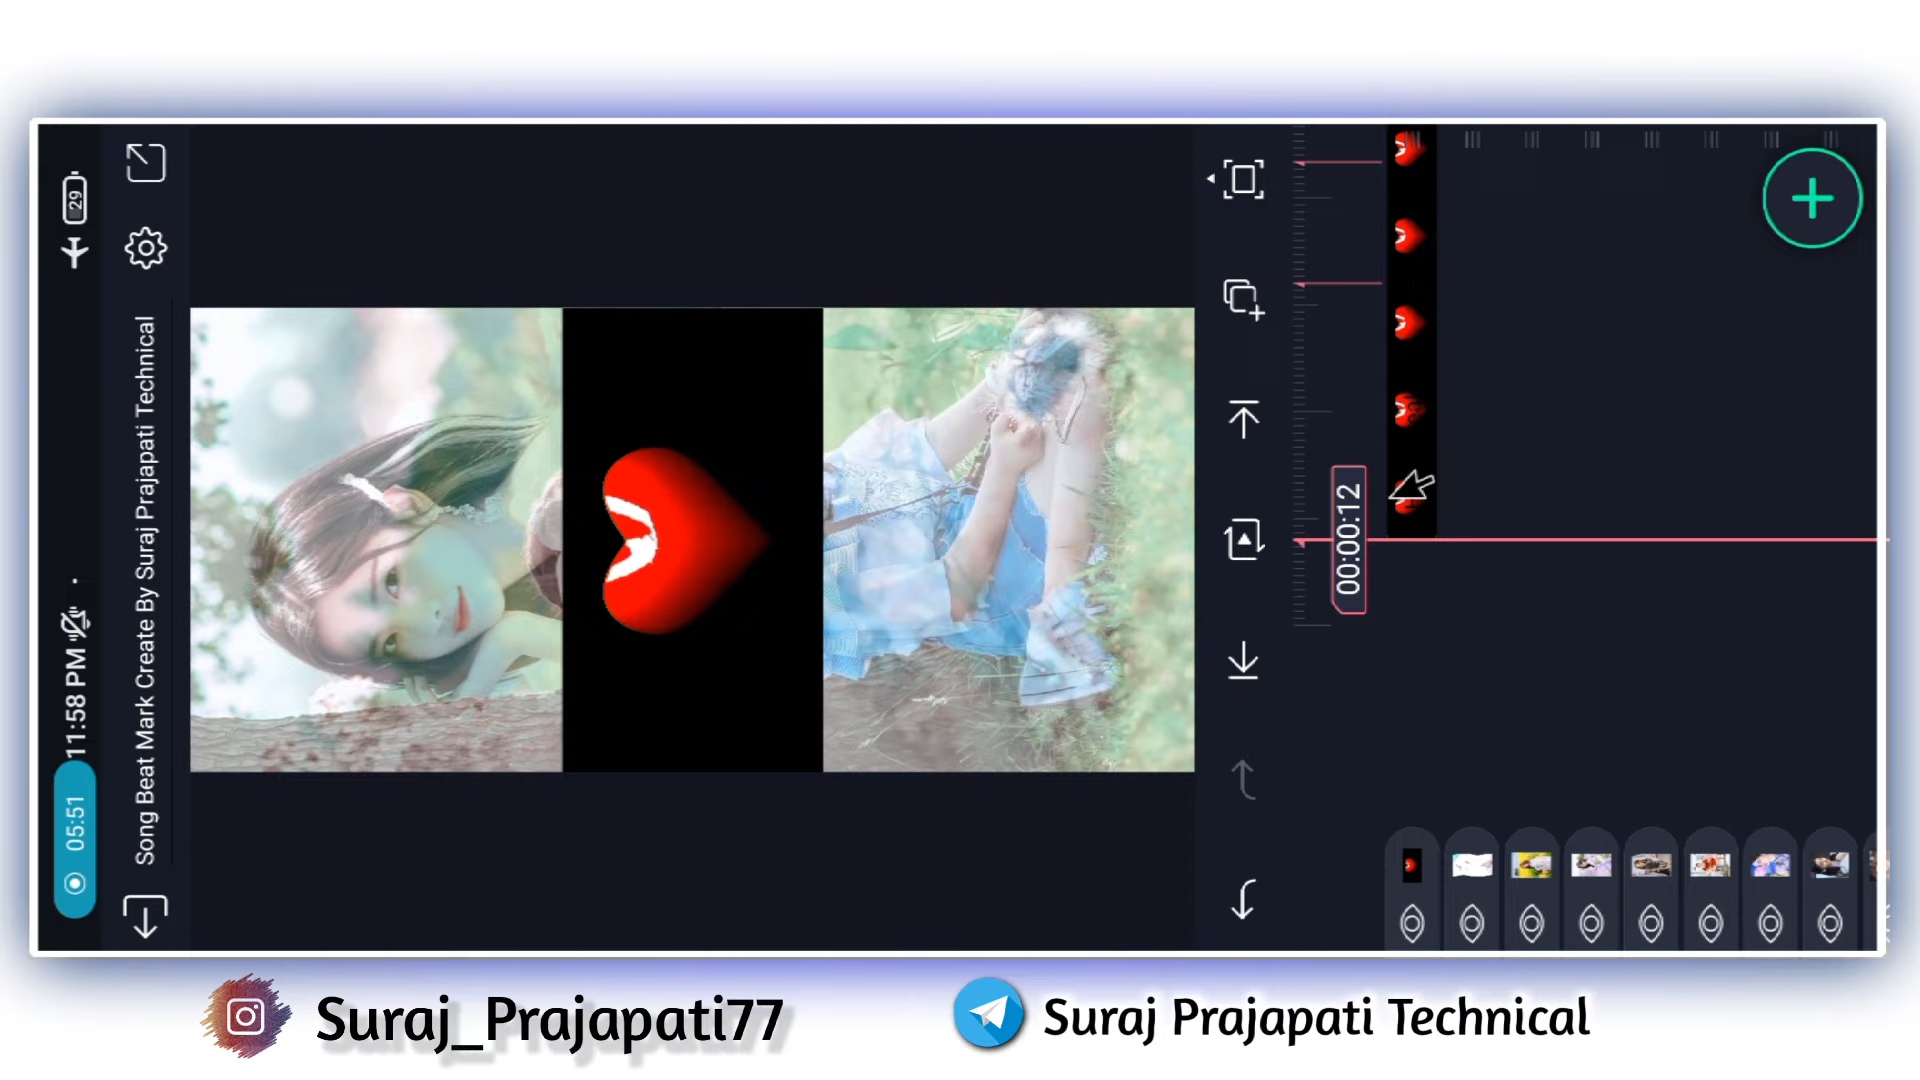 29
11:58 PM
05:51
Song Beat Mark Create By Suraj Prajapati Technical
00:00:12
Suraj_Prajapati77
Suraj Prajapati Technical